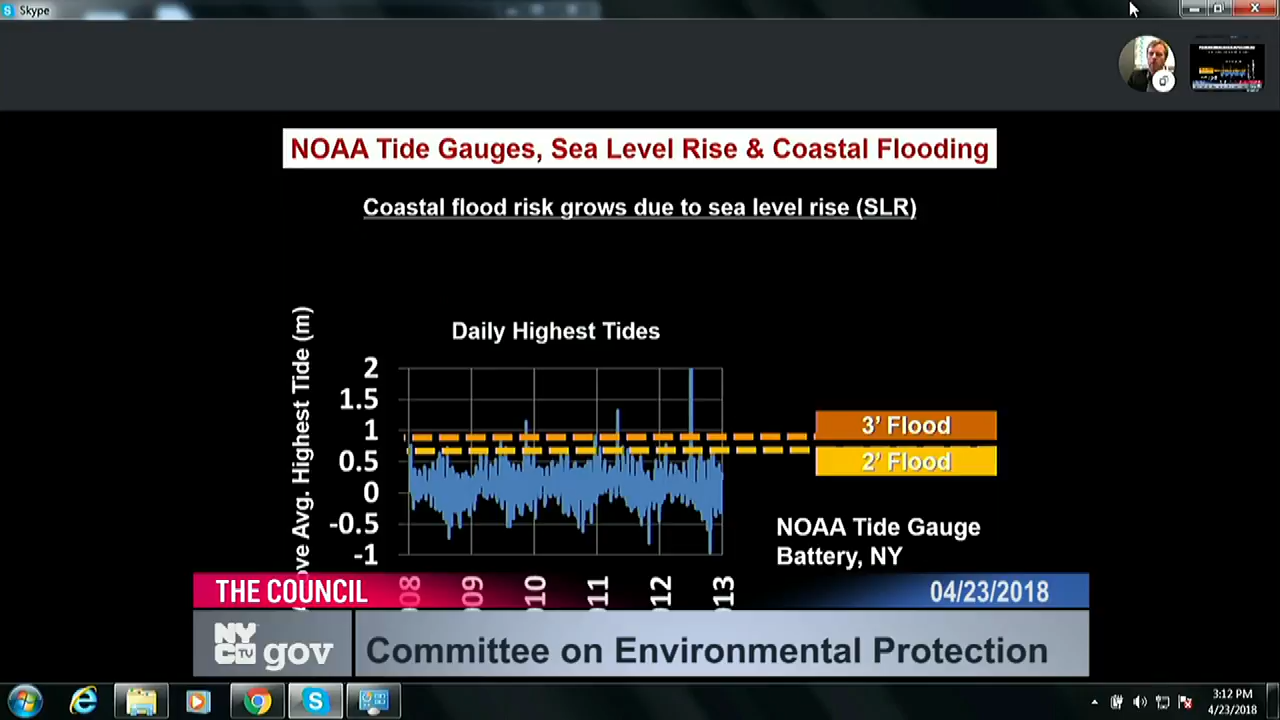 Skype
NOAA Tide Gauges, Sea Level Rise & Coastal Flooding
Coastal flood risk grows due to sea level rise (SLR)
Daily Highest Tides
ove Avg. Highest Tide (m)
2
1.5
1
0.5
0
-0.5
-1
3’ Flood
2’ Flood
NOAA Tide Gauge
Battery, NY
08
09
10
11
12
13
THE COUNCIL
04/23/2018
NYC TV gov
Committee on Environmental Protection
3:12 PM
4/23/2018